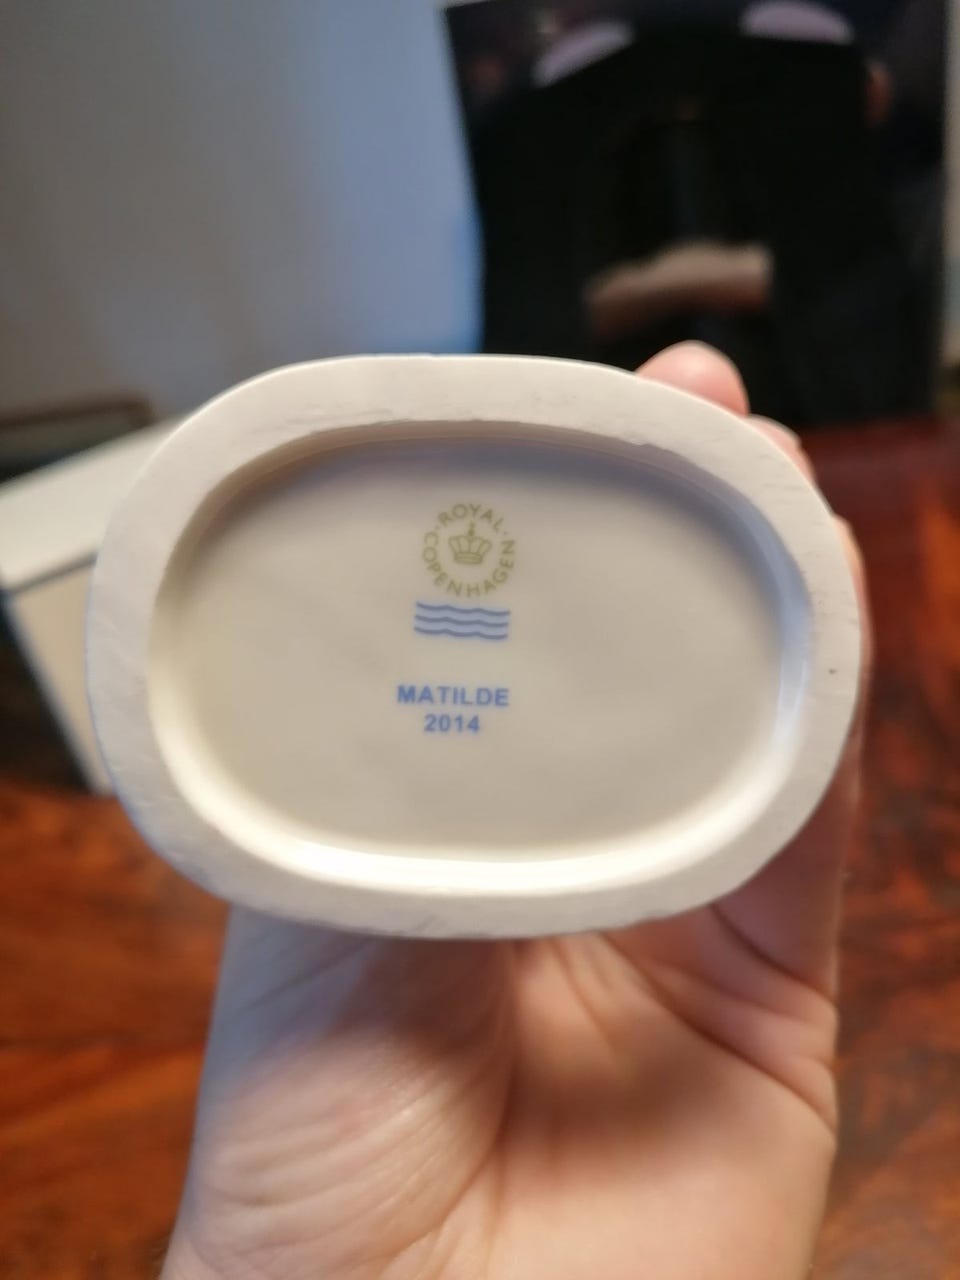 ROYAL
COPENHAGEN
MATILDE
2014